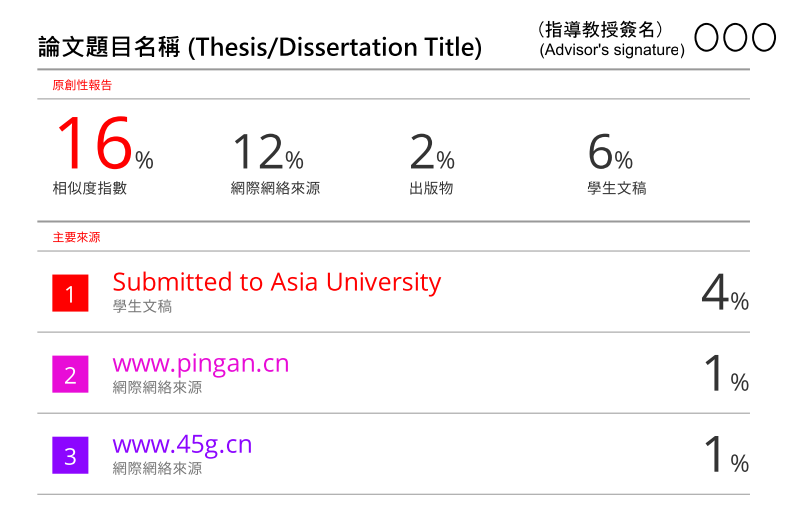 論文題目名稱 (Thesis/Dissertation Title)
（指導教授簽名）
(Advisor's signature)
〇〇〇
原創性報告
16%
相似度指數
12%
網際網絡來源
2%
出版物
6%
學生文稿
主要來源
1
Submitted to Asia University
學生文稿
4%
2
www.pingan.cn
網際網絡來源
1%
3
www.45g.cn
網際網絡來源
1%